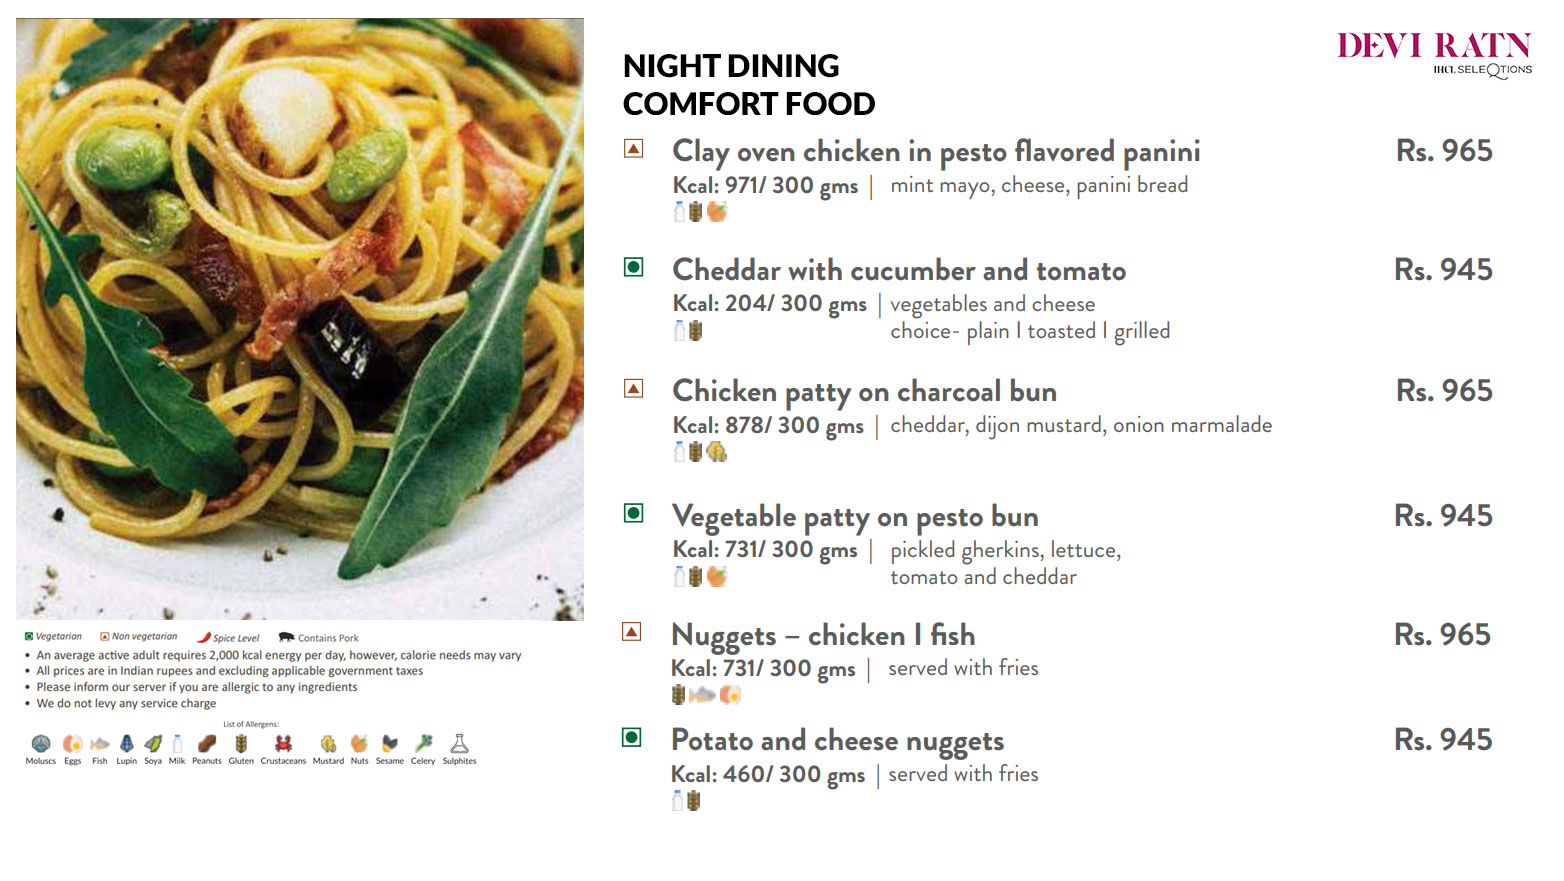 DEVI RATN
IHCL SELEQTIONS
NIGHT DINING
COMFORT FOOD
Clay oven chicken in pesto flavored panini Rs. 965
Kcal: 971/ 300 gms | mint mayo, cheese, panini bread
Cheddar with cucumber and tomato Rs. 945
Kcal: 204/ 300 gms | vegetables and cheese
choice- plain I toasted I grilled
Chicken patty on charcoal bun Rs. 965
Kcal: 878/ 300 gms | cheddar, dijon mustard, onion marmalade
Vegetable patty on pesto bun Rs. 945
Kcal: 731/ 300 gms | pickled gherkins, lettuce,
tomato and cheddar
Nuggets – chicken I fish Rs. 965
Kcal: 731/ 300 gms | served with fries
Potato and cheese nuggets Rs. 945
Kcal: 460/ 300 gms | served with fries
Vegetarian Non vegetarian Spice Level Contains Pork
• An average active adult requires 2,000 kcal energy per day, however, calorie needs may vary
• All prices are in Indian rupees and excluding applicable government taxes
• Please inform our server if you are allergic to any ingredients
• We do not levy any service charge
List of Allergens:
Moluscs Eggs Fish Lupin Soya Milk Peanuts Gluten Crustaceans Mustard Nuts Sesame Celery Sulphites